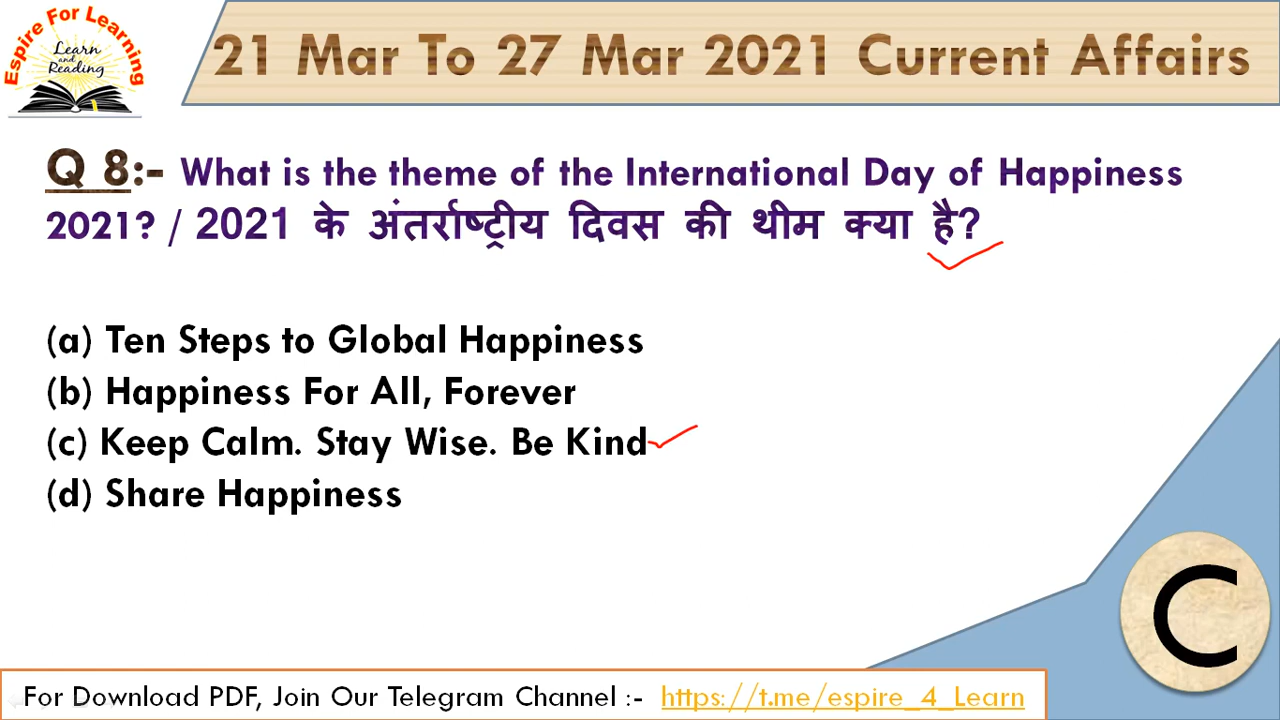 Espire For Learning
Learn
and
Reading
21 Mar To 27 Mar 2021 Current Affairs
Q 8:- What is the theme of the International Day of Happiness
2021? / 2021 के अंतर्राष्ट्रीय दिवस की थीम क्या है?
(a) Ten Steps to Global Happiness
(b) Happiness For All, Forever
(c) Keep Calm. Stay Wise. Be Kind
(d) Share Happiness
C
For Download PDF, Join Our Telegram Channel :- https://t.me/espire_4_Learn